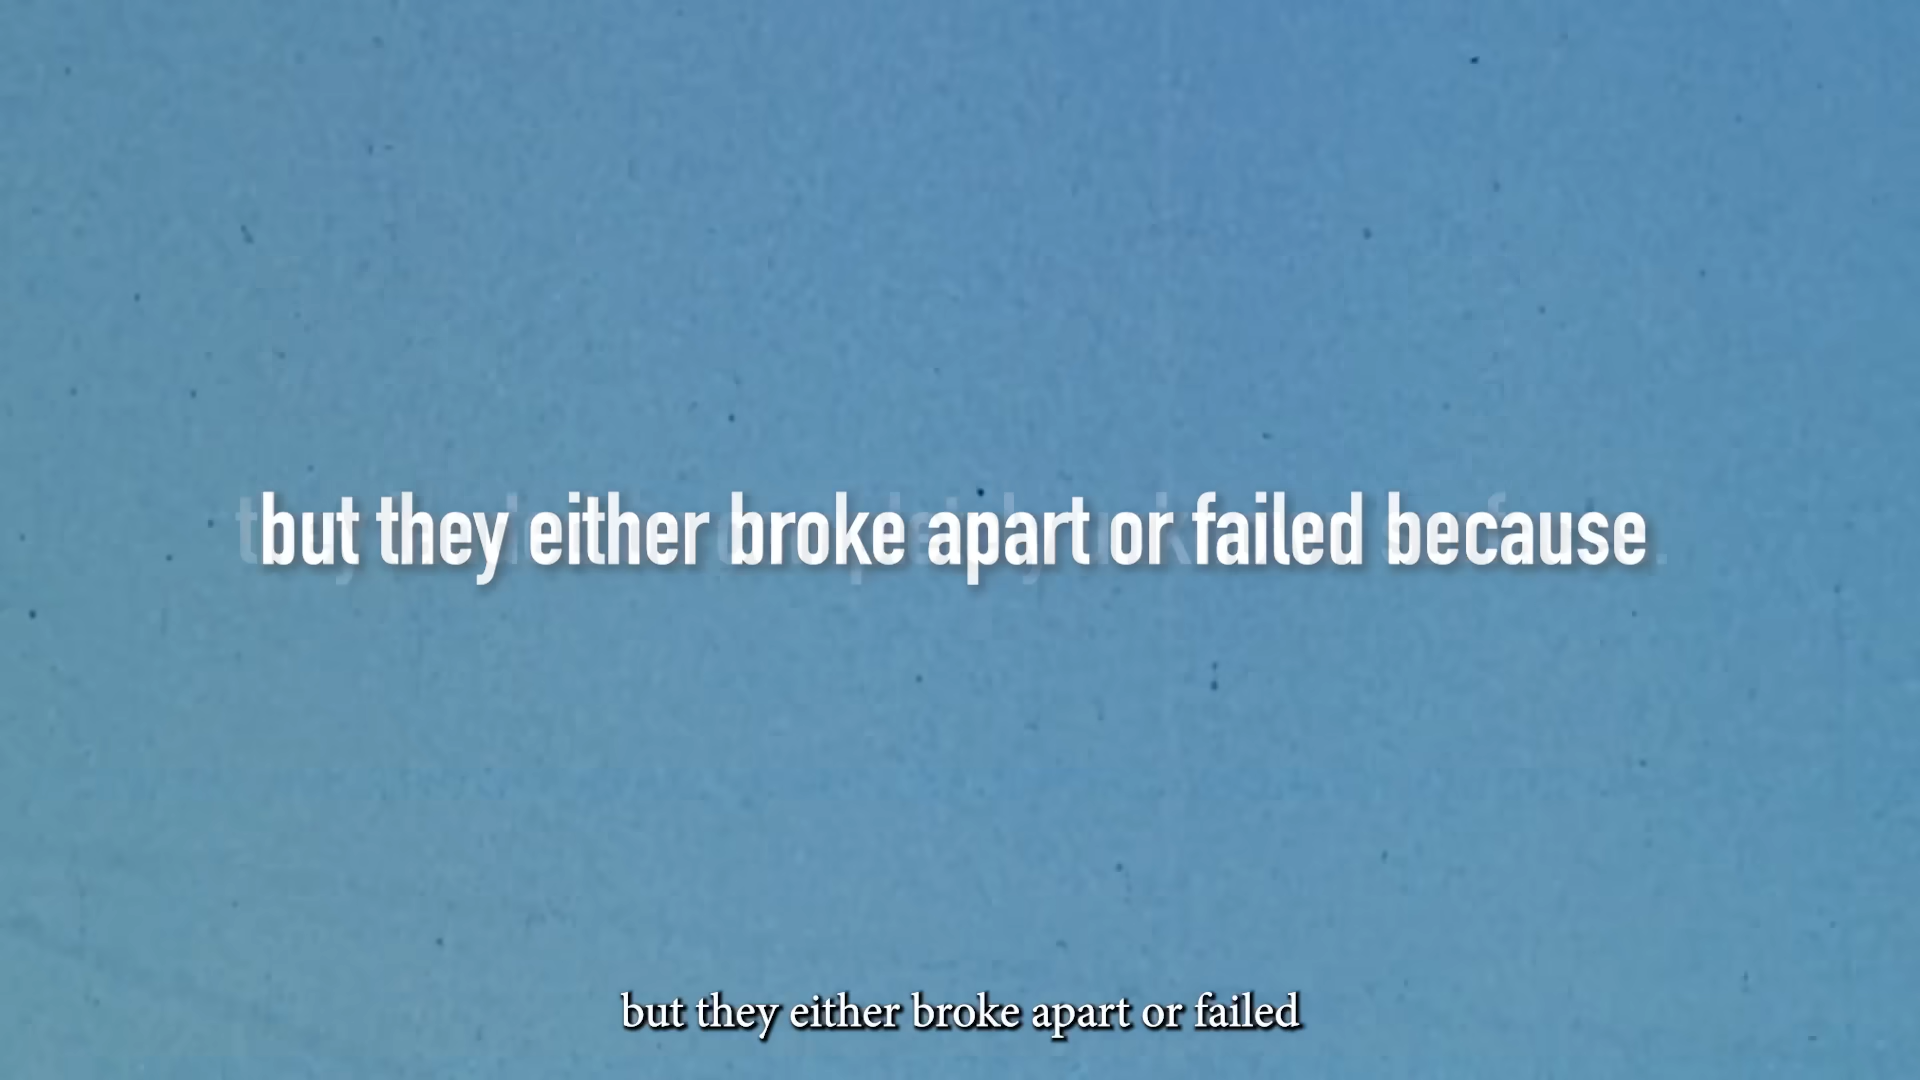 but they either broke apart or failed because
but they either broke apart or failed